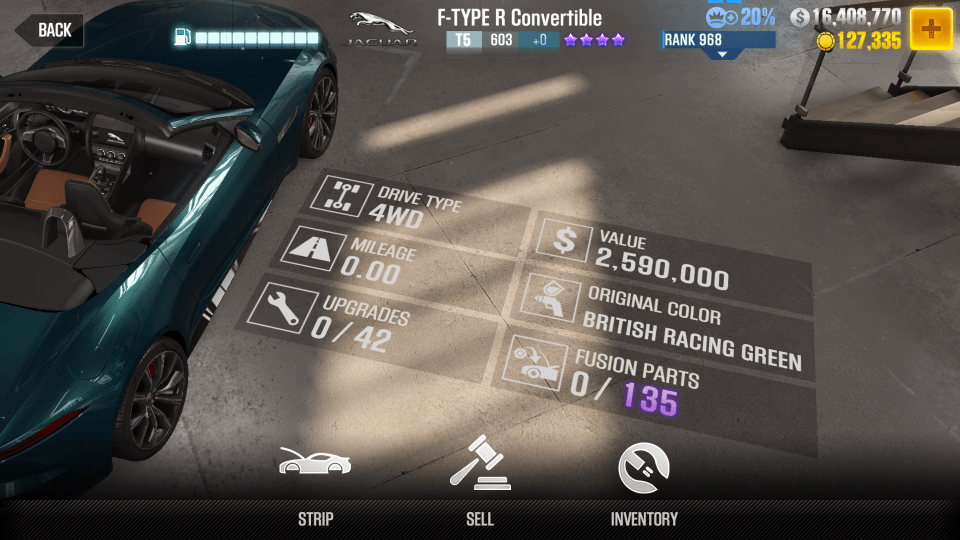 BACK
F-TYPE R Convertible
JAGUAR
T5 603 +0
20%
16,408,770
RANK 968
127,335
DRIVE TYPE
4WD
MILEAGE
0.00
UPGRADES
0/42
VALUE
2,590,000
ORIGINAL COLOR
BRITISH RACING GREEN
FUSION PARTS
0/135
STRIP
SELL
INVENTORY